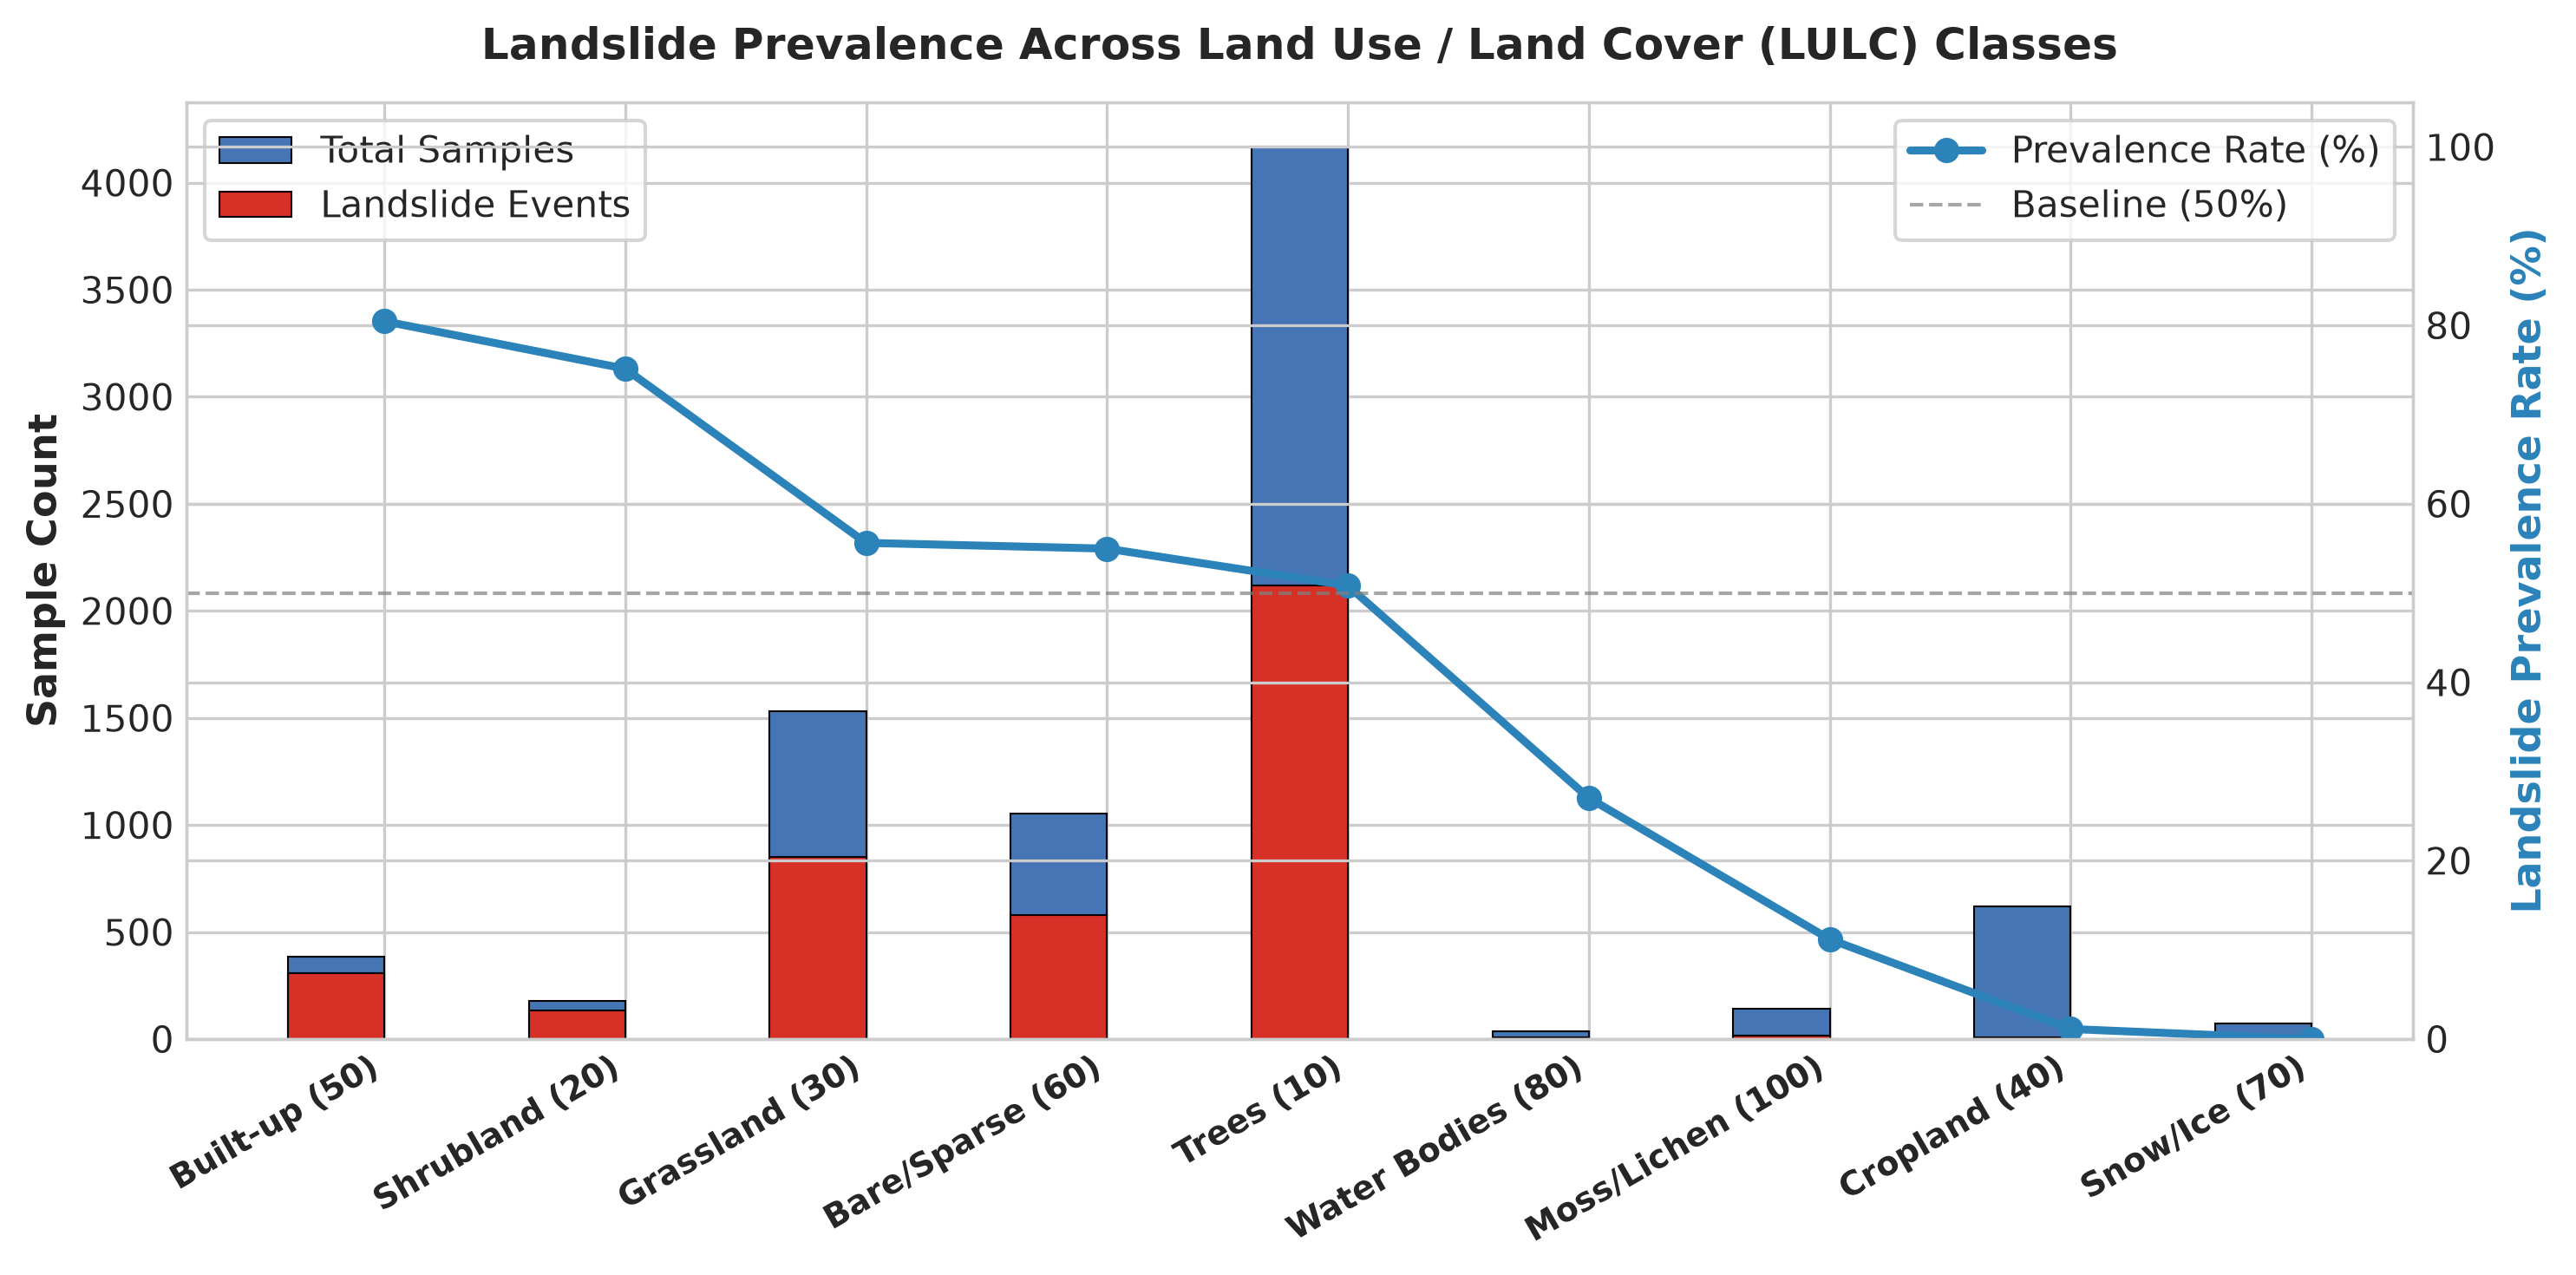 Landslide Prevalence Across Land Use / Land Cover (LULC) Classes
Total Samples
Landslide Events
Prevalence Rate (%)
Baseline (50%)
Sample Count
4000
3500
3000
2500
2000
1500
1000
500
0
Landslide Prevalence Rate (%)
100
80
60
40
20
0
Built-up (50)
Shrubland (20)
Grassland (30)
Bare/Sparse (60)
Trees (10)
Water Bodies (80)
Moss/Lichen (100)
Cropland (40)
Snow/Ice (70)